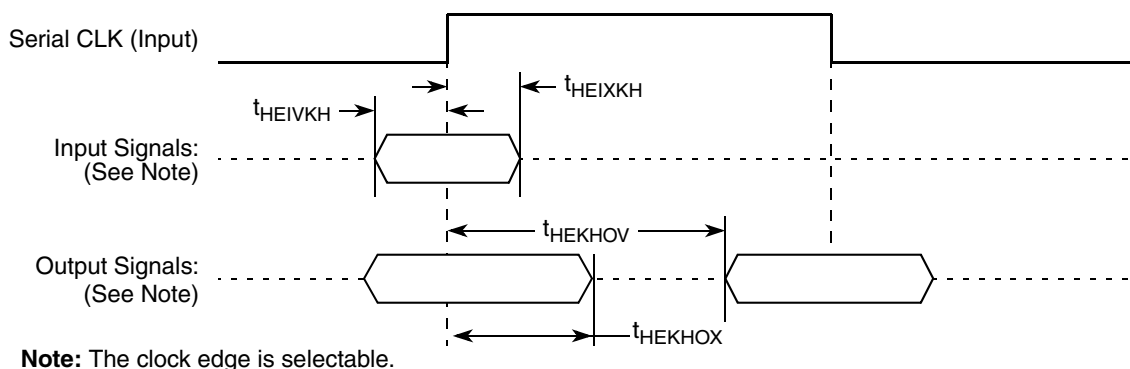 Serial CLK (Input)
tHEIXKH
tHEIVKH
Input Signals:
(See Note)
tHEKHOV
Output Signals:
(See Note)
tHEKHOX
Note: The clock edge is selectable.